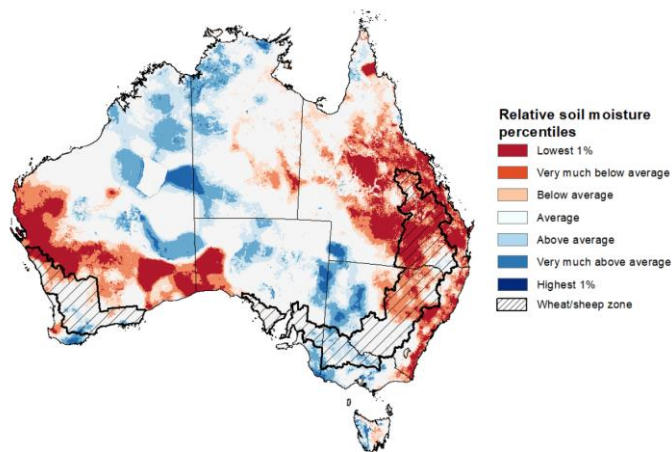 Relative soil moisture
percentiles
Lowest 1%
Very much below average
Below average
Average
Above average
Very much above average
Highest 1%
Wheat/sheep zone